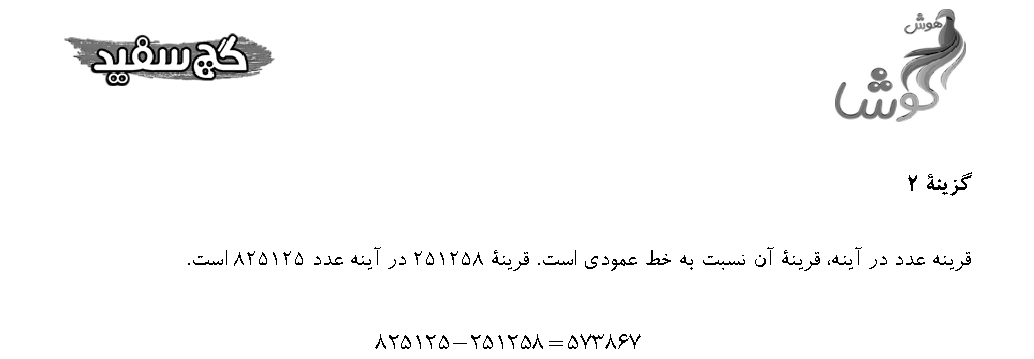 گچ سفید
هوش
گوشا
گزینهٔ ۲
قرینه عدد در آینه، قرینهٔ آن نسبت به خط عمودی است. قرینهٔ ۲۵۱۲۵۸ در آینه عدد ۸۲۵۱۲۵ است.
۸۲۵۱۲۵−۲۵۱۲۵۸=۵۷۳۸۶۷